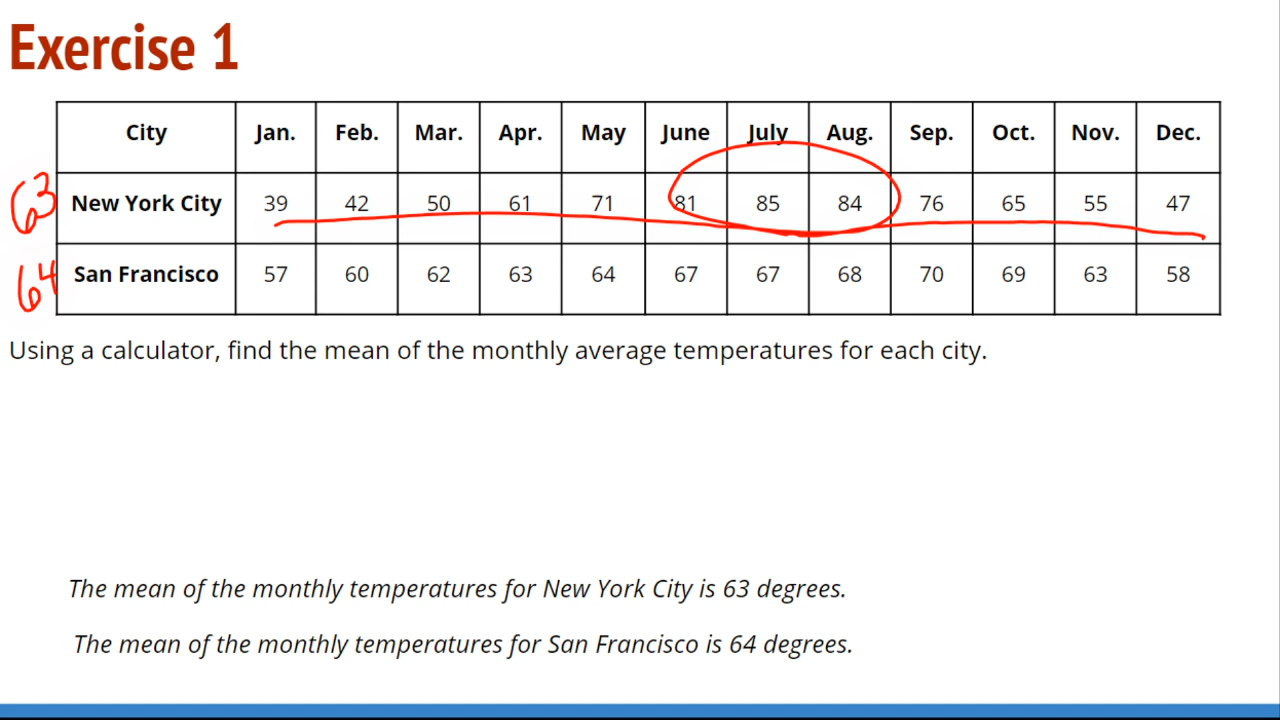 Exercise 1
City Jan. Feb. Mar. Apr. May June July Aug. Sep. Oct. Nov. Dec.
63 New York City 39 42 50 61 71 81 85 84 76 65 55 47
64 San Francisco 57 60 62 63 64 67 67 68 70 69 63 58
Using a calculator, find the mean of the monthly average temperatures for each city.
The mean of the monthly temperatures for New York City is 63 degrees.
The mean of the monthly temperatures for San Francisco is 64 degrees.